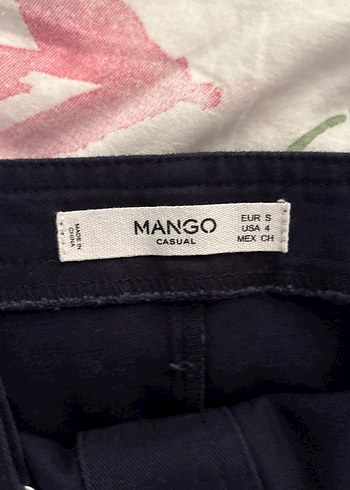 MADE IN
CHINA
MANGO
CASUAL
EUR S
USA 4
MEX CH